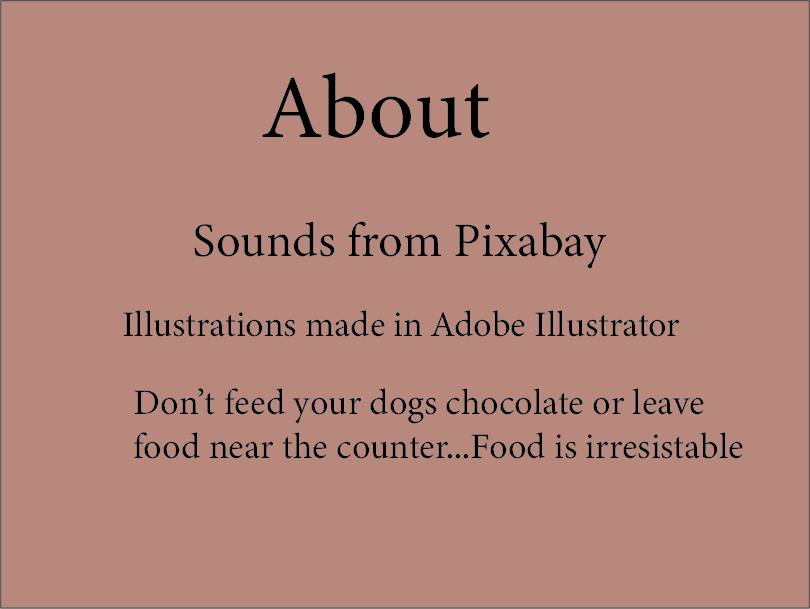 About
Sounds from Pixabay
Illustrations made in Adobe Illustrator
Don’t feed your dogs chocolate or leave
food near the counter...Food is irresistable